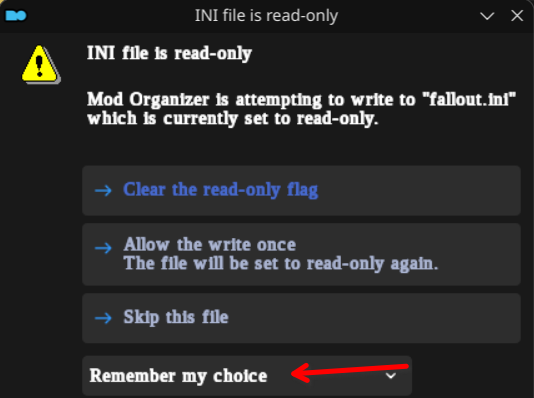 INI file is read-only
INI file is read-only
Mod Organizer is attempting to write to "fallout.ini"
which is currently set to read-only.
Clear the read-only flag
Allow the write once
The file will be set to read-only again.
Skip this file
Remember my choice